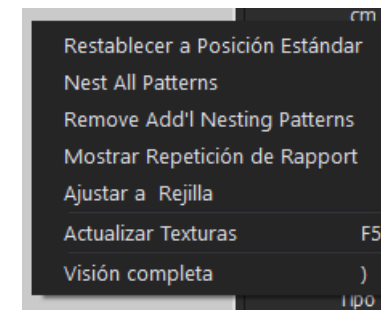 cm
Restablecer a Posición Estándar
Nest All Patterns
Remove Add'l Nesting Patterns
Mostrar Repetición de Rapport
Ajustar a  Rejilla
Actualizar Texturas F5
Visión completa )
Tipo